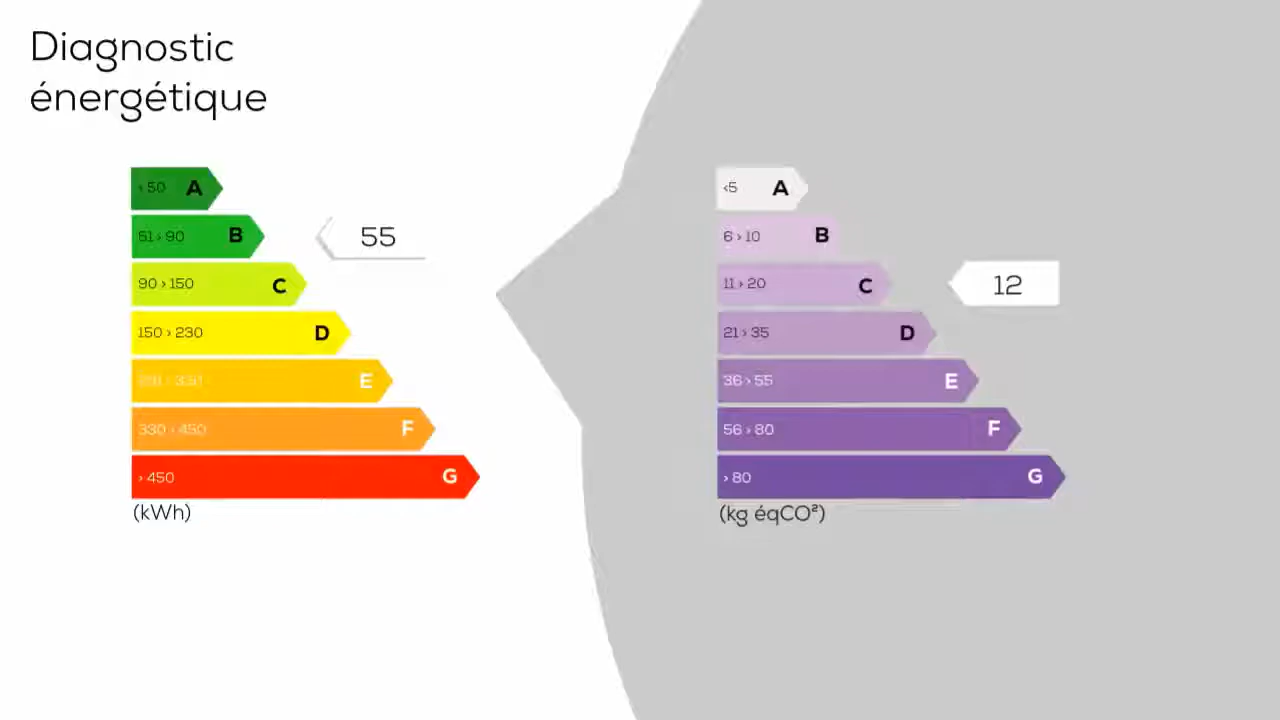 Diagnostic
énergétique
< 50 A
51 > 90 B
55
90 > 150 C
150 > 230 D
E
330 > 450 F
> 450 G
(kWh)
<5 A
6 > 10 B
11 > 20 C
12
21 > 35 D
36 > 55 E
56 > 80 F
> 80 G
(kg éqCO²)